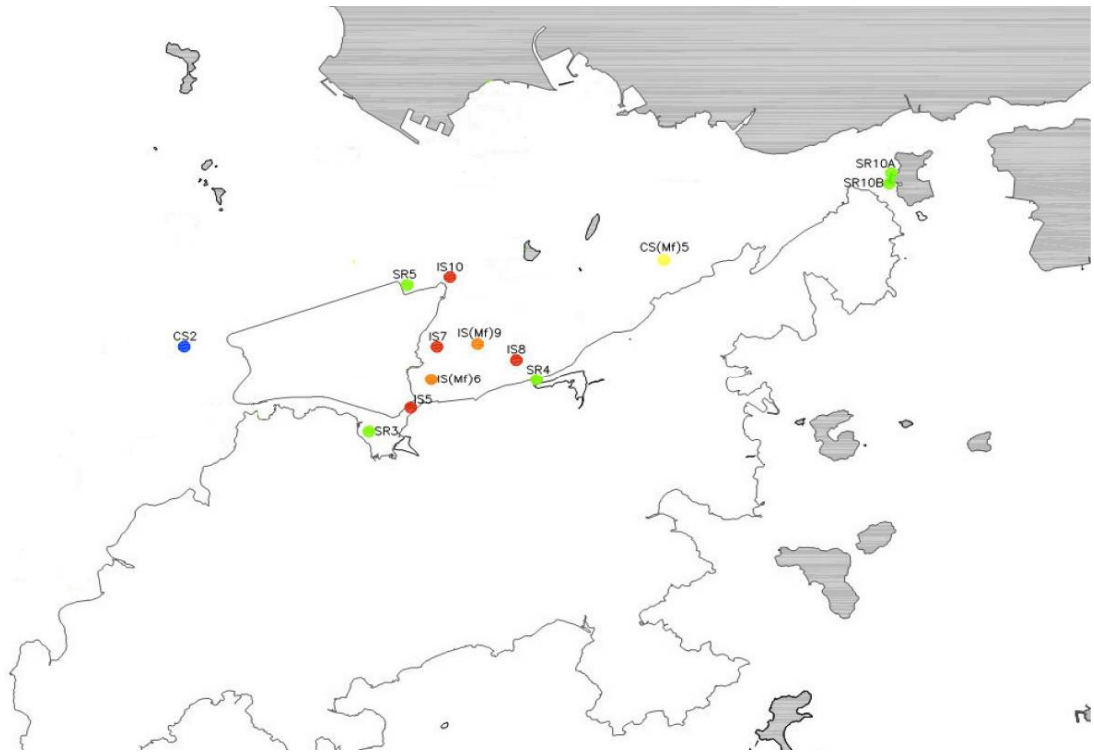 SR10A
SR10B
CS(Mf)5
IS10
SR5
CS2
IS7
IS(Mf)9
IS8
SR4
IS(Mf)6
IS5
SR3